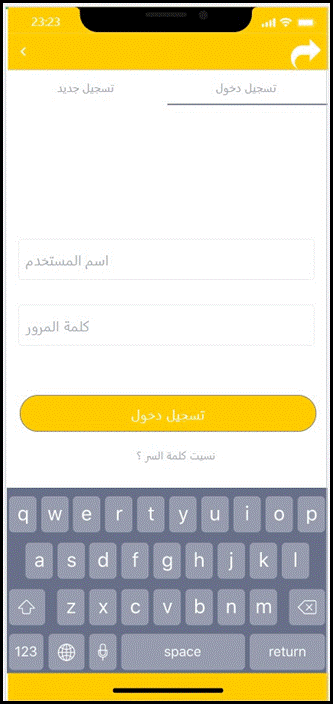 23:23
تسجيل دخول
تسجيل جديد
اسم المستخدم
كلمة المرور
تسجيل دخول
نسيت كلمة السر ؟
q w e r t y u i o p
a s d f g h j k l
z x c v b n m
123 space return